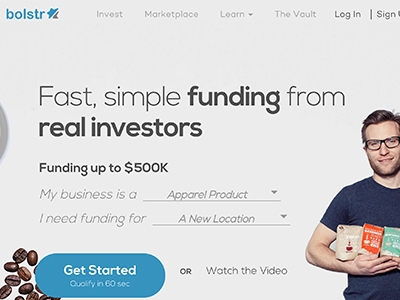 bolstr
Invest Marketplace Learn The Vault Log In | Sign
Fast, simple funding from
real investors
Funding up to $500K
My business is a Apparel Product
I need funding for A New Location
Get Started
Qualify in 60 sec
OR Watch the Video